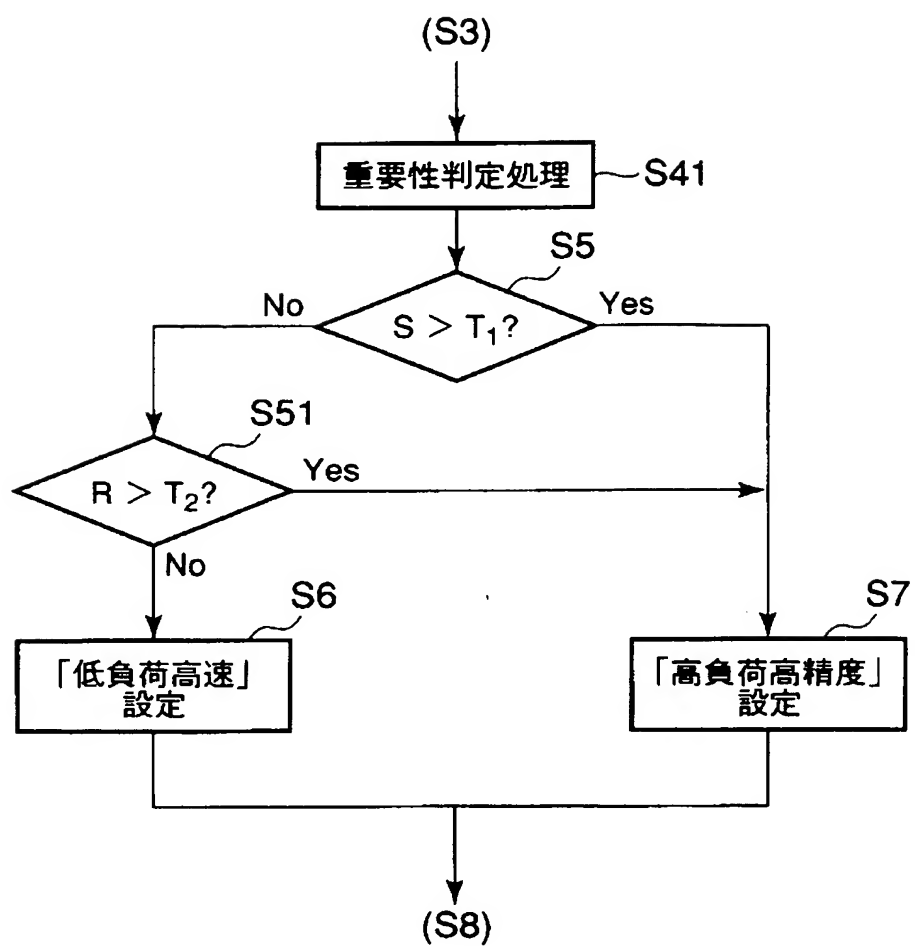 (S3)
重要性判定処理
S41
S5
No
S > T1?
Yes
S51
R > T2?
Yes
No
S6
「低負荷高速」
設定
S7
「高負荷高精度」
設定
(S8)